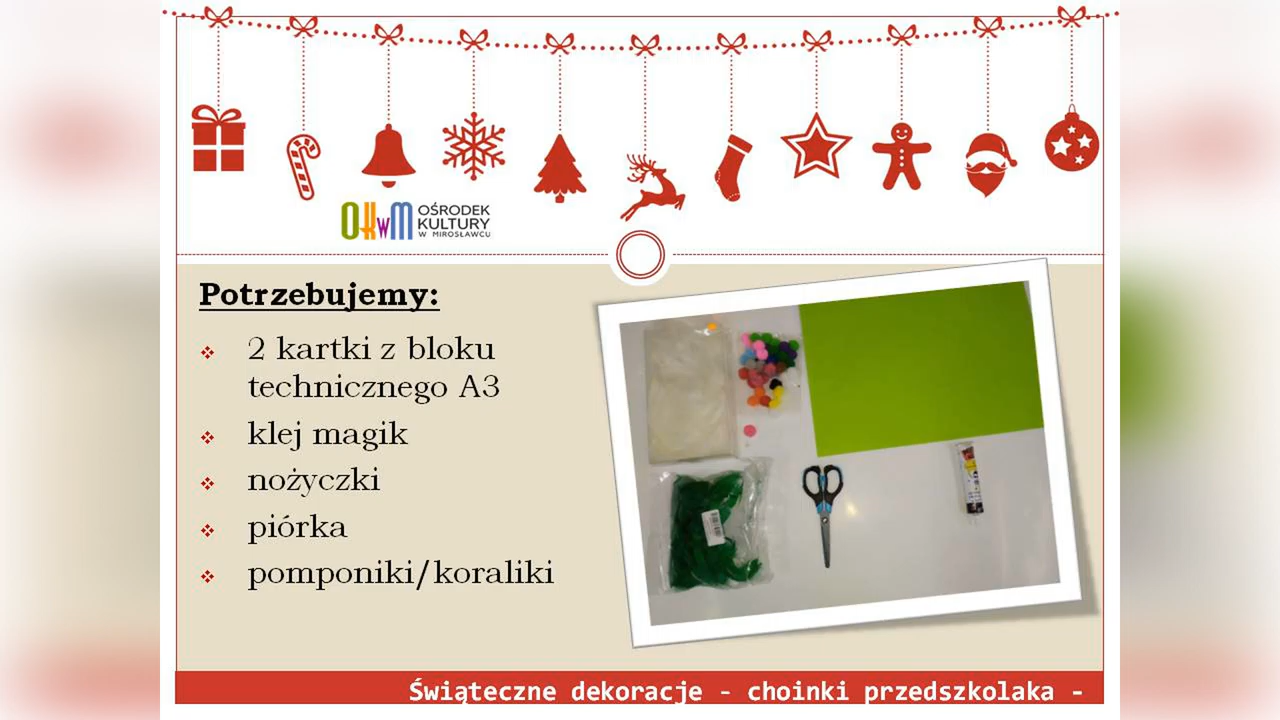 OKwM OŚRODEK
KULTURY
W MIROSŁAWCU
Potrzebujemy:
2 kartki z bloku
technicznego A3
klej magik
nożyczki
piórka
pomponiki/koraliki
Świąteczne dekoracje - choinki przedszkolaka -